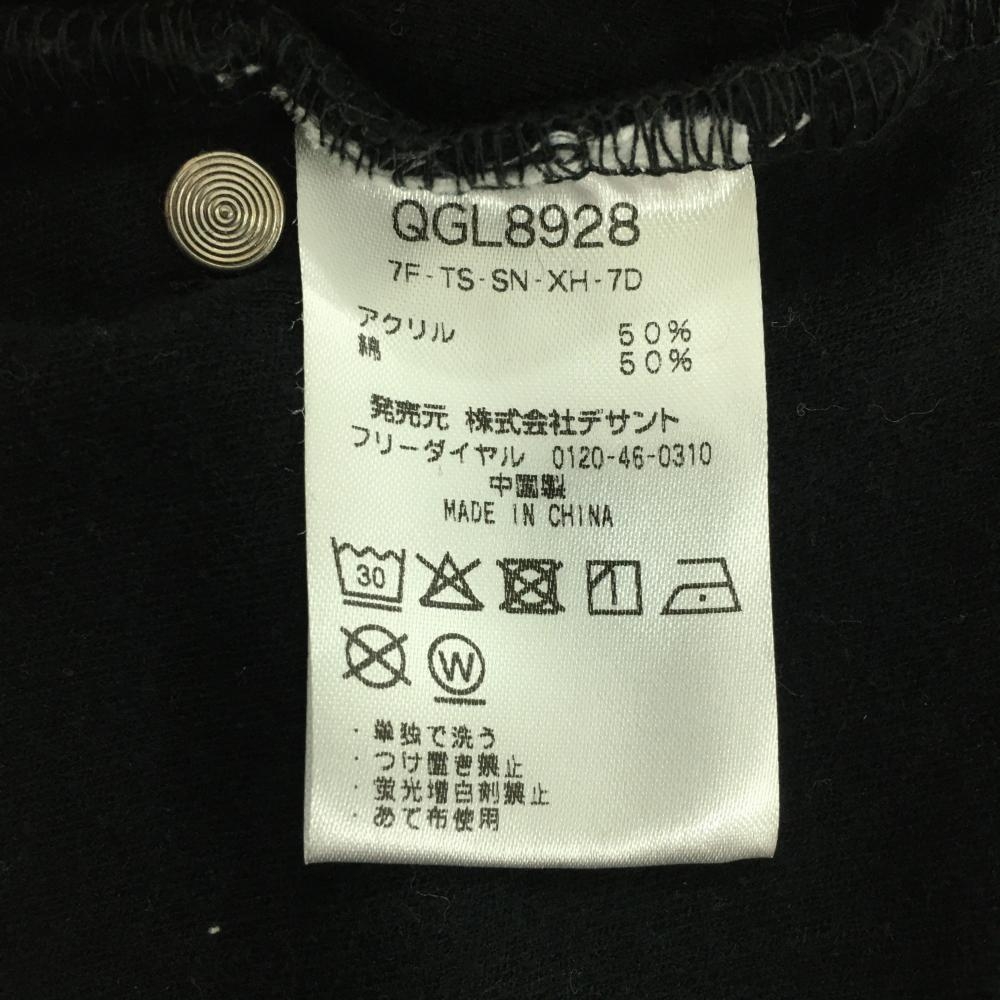 QGL8928
7F-TS-SN-XH-7D
アクリル 50%
綿 50%
発売元 株式会社デサント
フリーダイヤル 0120-46-0310
中国製
MADE IN CHINA
30
W
・単独で洗う
・つけ置き禁止
・蛍光増白剤禁止
・あて布使用